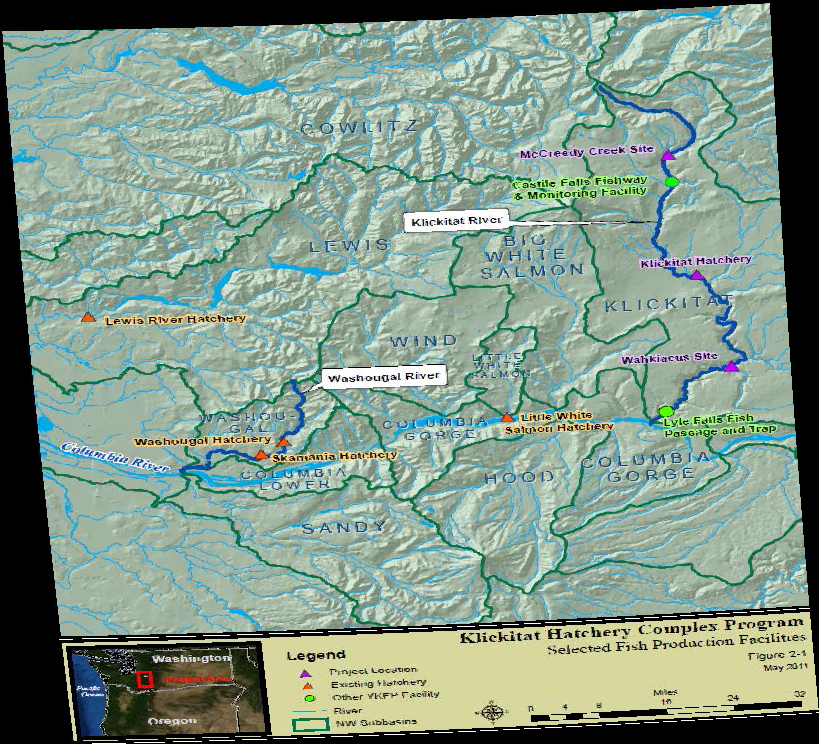 COWLITZ
McCreedy Creek Site
Castile Falls Fishway
& Monitoring Facility
Klickitat River
LEWIS
BIG
WHITE
SALMON
Klickitat Hatchery
KLICKITAT
Lewis River Hatchery
WIND
LITTLE
WHITE
SALMON
Wahkiacus Site
Washougal River
WASHOU-
GAL
Little White
Salmon Hatchery
Lyle Falls Fish
Passage and Trap
COLUMBIA
GORGE
Washougal Hatchery
Skamania Hatchery
Columbia River
COLUMBIA
LOWER
HOOD
COLUMBIA
GORGE
SANDY
Klickitat Hatchery Complex Program
Selected Fish Production Facilities
Figure 2-1
May 2011
Washington
Pacific
Ocean
Project Area
Oregon
Legend
Project Location
Existing Hatchery
Other YKFP Facility
River
NW Subbasins
Miles
0 4 8 16 24 32